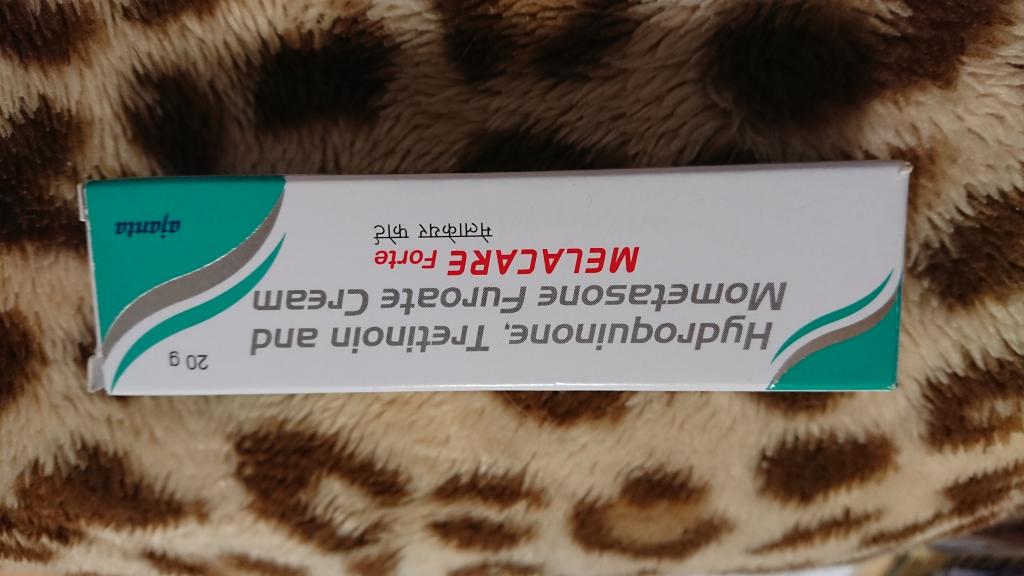 Hydroquinone, Tretinoin and
Mometasone Furoate Cream
MELACARE Forte
मेलाकेयर फोर्ट
20 g
ajanta